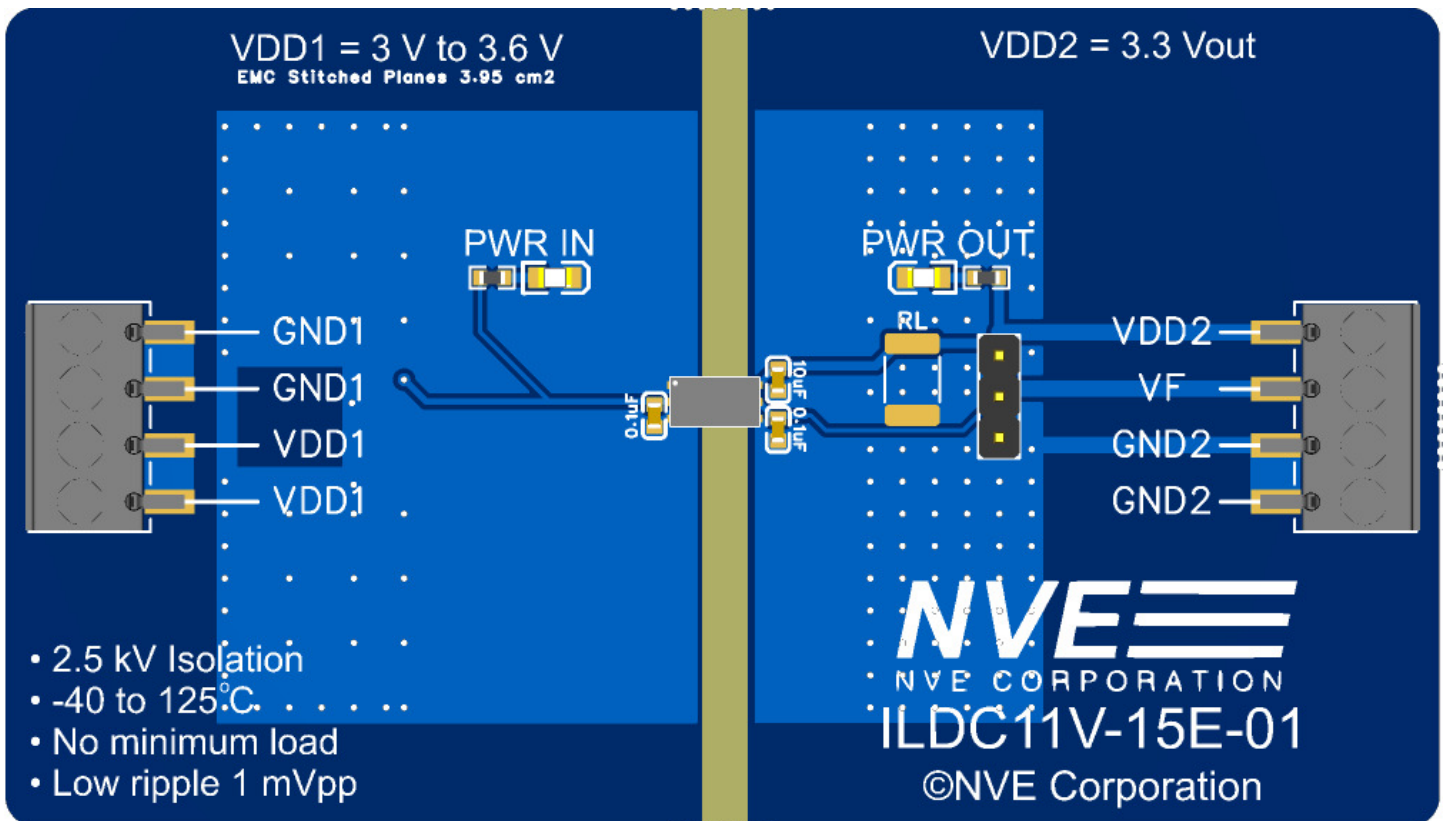 VDD1 = 3 V to 3.6 V
EMC Stitched Planes 3.95 cm2
VDD2 = 3.3 Vout
PWR IN
PWR OUT
GND1
GND1
VDD1
VDD1
0.1uF
10uF
0.1uF
RL
VDD2
VF
GND2
GND2
• 2.5 kV Isolation
• -40 to 125°C
• No minimum load
• Low ripple 1 mVpp
NVE
NVE CORPORATION
ILDC11V-15E-01
©NVE Corporation